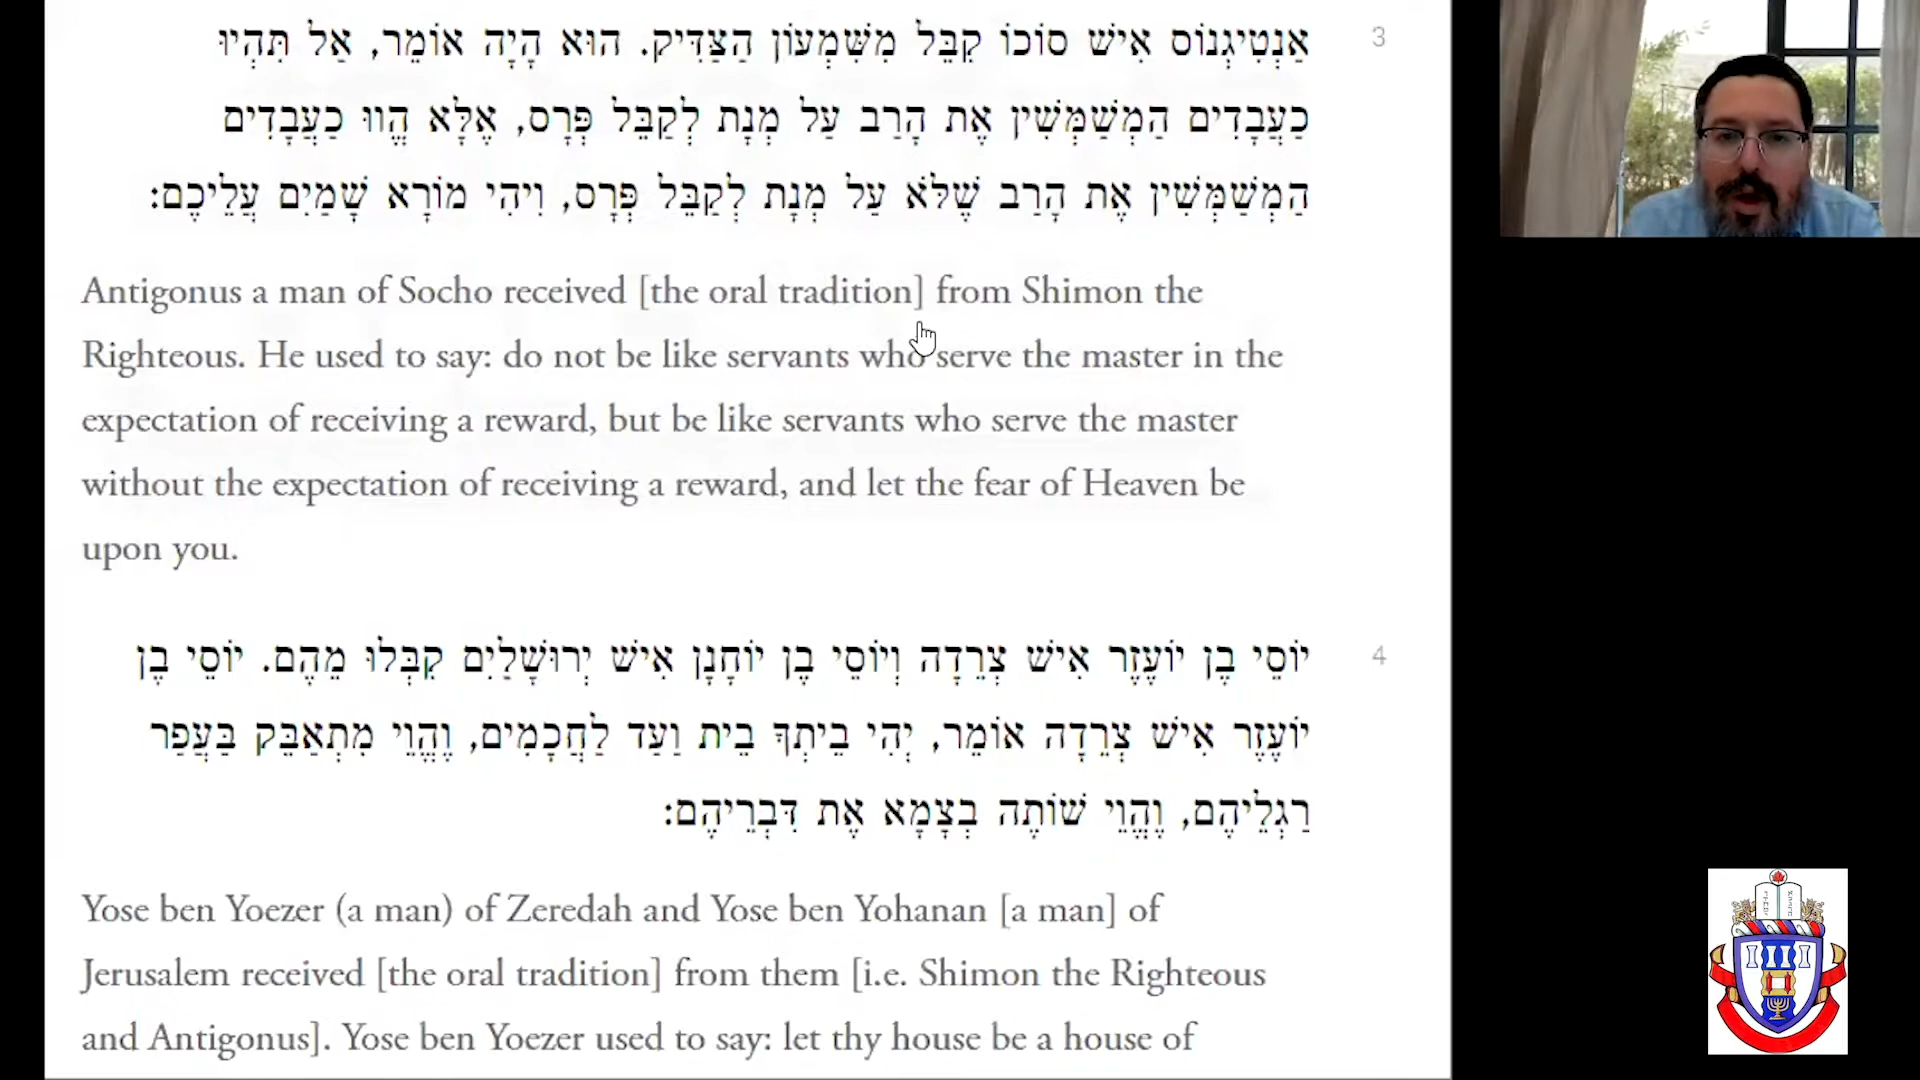 3
אַנְטִיגְנוֹס אִישׁ סוֹכוֹ קִבֵּל מִשִּׁמְעוֹן הַצַּדִּיק. הוּא הָיָה אוֹמֵר, אַל תִּהְיוּ
כַעֲבָדִים הַמְשַׁמְּשִׁין אֶת הָרַב עַל מְנָת לְקַבֵּל פְּרָס, אֶלָּא הֱווּ כַעֲבָדִים
הַמְשַׁמְּשִׁין אֶת הָרַב שֶׁלֹּא עַל מְנָת לְקַבֵּל פְּרָס, וִיהִי מוֹרָא שָׁמַיִם עֲלֵיכֶם:
Antigonus a man of Socho received [the oral tradition] from Shimon the
Righteous. He used to say: do not be like servants who serve the master in the
expectation of receiving a reward, but be like servants who serve the master
without the expectation of receiving a reward, and let the fear of Heaven be
upon you.
4
יוֹסֵי בֶן יוֹעֶזֶר אִישׁ צְרֵדָה וְיוֹסֵי בֶן יוֹחָנָן אִישׁ יְרוּשָׁלַיִם קִבְּלוּ מֵהֶם. יוֹסֵי בֶן
יוֹעֶזֶר אִישׁ צְרֵדָה אוֹמֵר, יְהִי בֵיתְךָ בֵית וַעַד לַחֲכָמִים, וֶהֱוֵי מִתְאַבֵּק בַּעֲפַר
רַגְלֵיהֶם, וֶהֱוֵי שׁוֹתֶה בְצָמָא אֶת דִּבְרֵיהֶם:
Yose ben Yoezer (a man) of Zeredah and Yose ben Yohanan [a man] of
Jerusalem received [the oral tradition] from them [i.e. Shimon the Righteous
and Antigonus]. Yose ben Yoezer used to say: let thy house be a house of